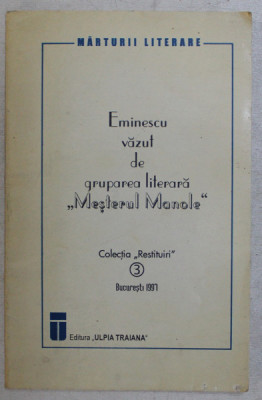 MĂRTURII LITERARE
Eminescu
văzut
de
gruparea literară
„Meşterul Manole“
Colecţia „Restituiri”
3
Bucureşti 1997
Editura „ULPIA TRAIANA”